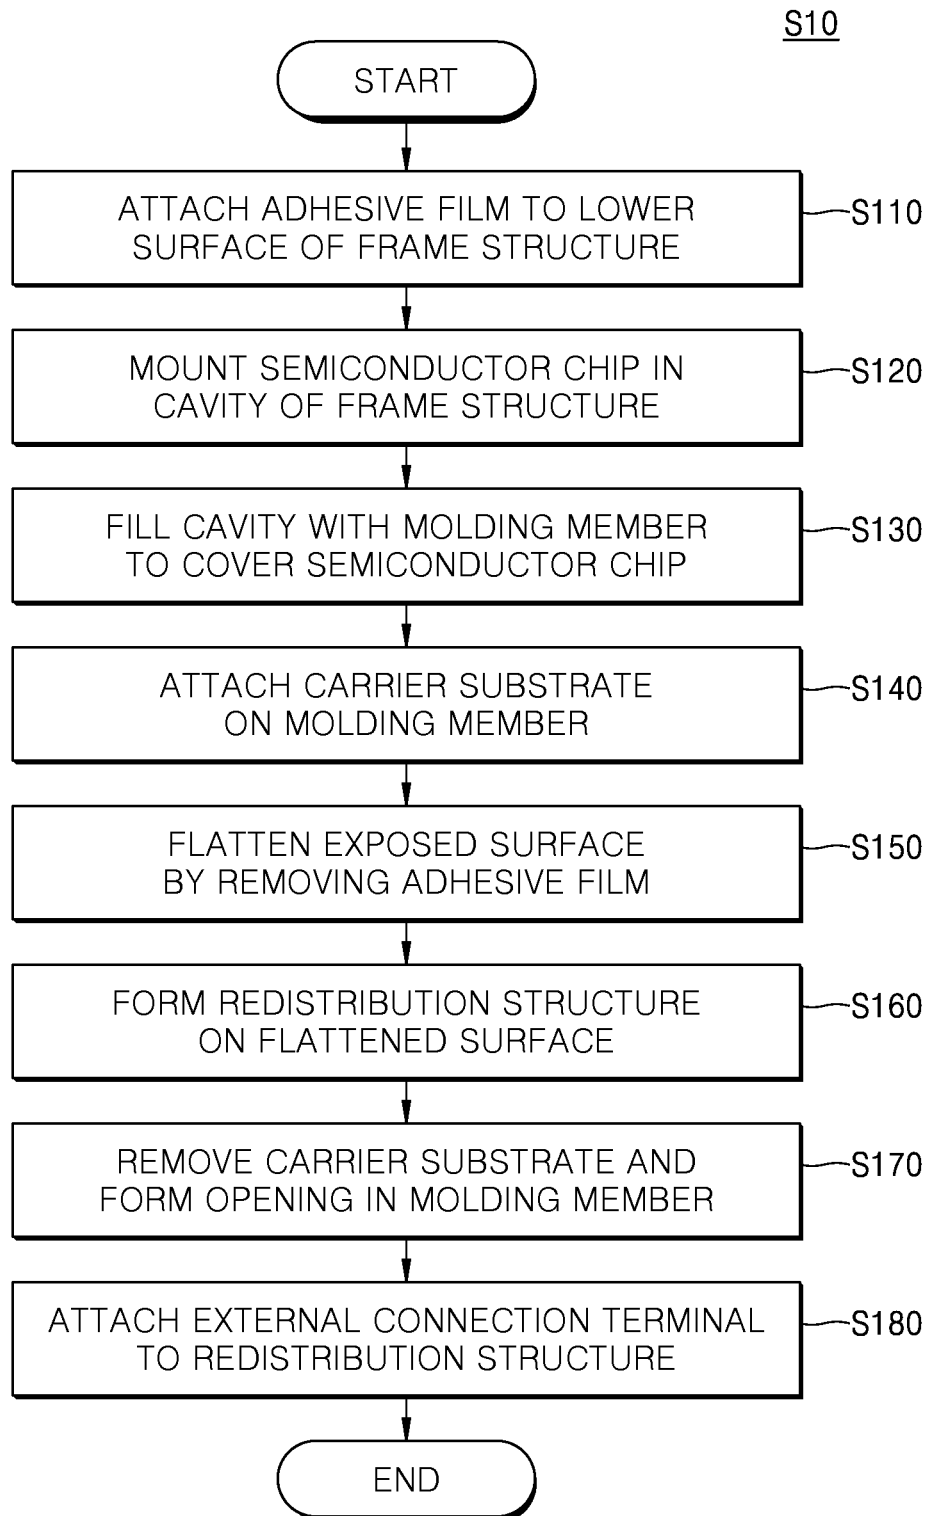 S10
START
ATTACH ADHESIVE FILM TO LOWER
SURFACE OF FRAME STRUCTURE
S110
MOUNT SEMICONDUCTOR CHIP IN
CAVITY OF FRAME STRUCTURE
S120
FILL CAVITY WITH MOLDING MEMBER
TO COVER SEMICONDUCTOR CHIP
S130
ATTACH CARRIER SUBSTRATE
ON MOLDING MEMBER
S140
FLATTEN EXPOSED SURFACE
BY REMOVING ADHESIVE FILM
S150
FORM REDISTRIBUTION STRUCTURE
ON FLATTENED SURFACE
S160
REMOVE CARRIER SUBSTRATE AND
FORM OPENING IN MOLDING MEMBER
S170
ATTACH EXTERNAL CONNECTION TERMINAL
TO REDISTRIBUTION STRUCTURE
S180
END